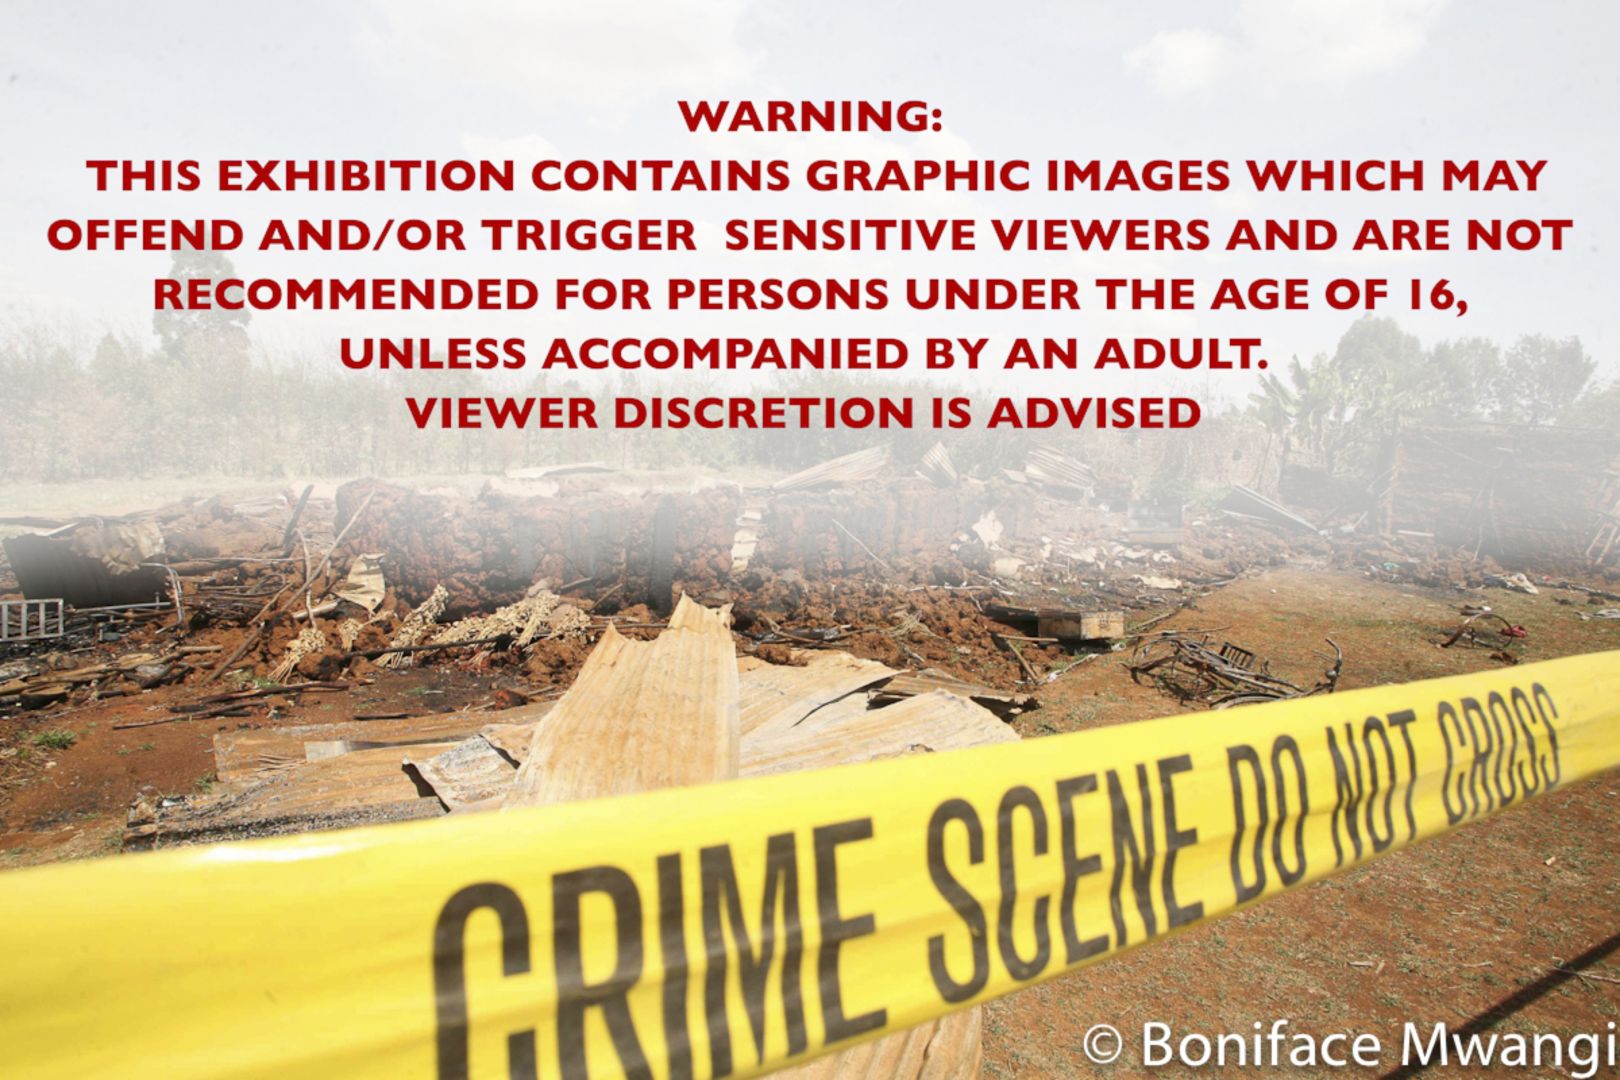 WARNING:
THIS EXHIBITION CONTAINS GRAPHIC IMAGES WHICH MAY
OFFEND AND/OR TRIGGER SENSITIVE VIEWERS AND ARE NOT
RECOMMENDED FOR PERSONS UNDER THE AGE OF 16,
UNLESS ACCOMPANIED BY AN ADULT.
VIEWER DISCRETION IS ADVISED
CRIME SCENE DO NOT CROSS
© Boniface Mwangi